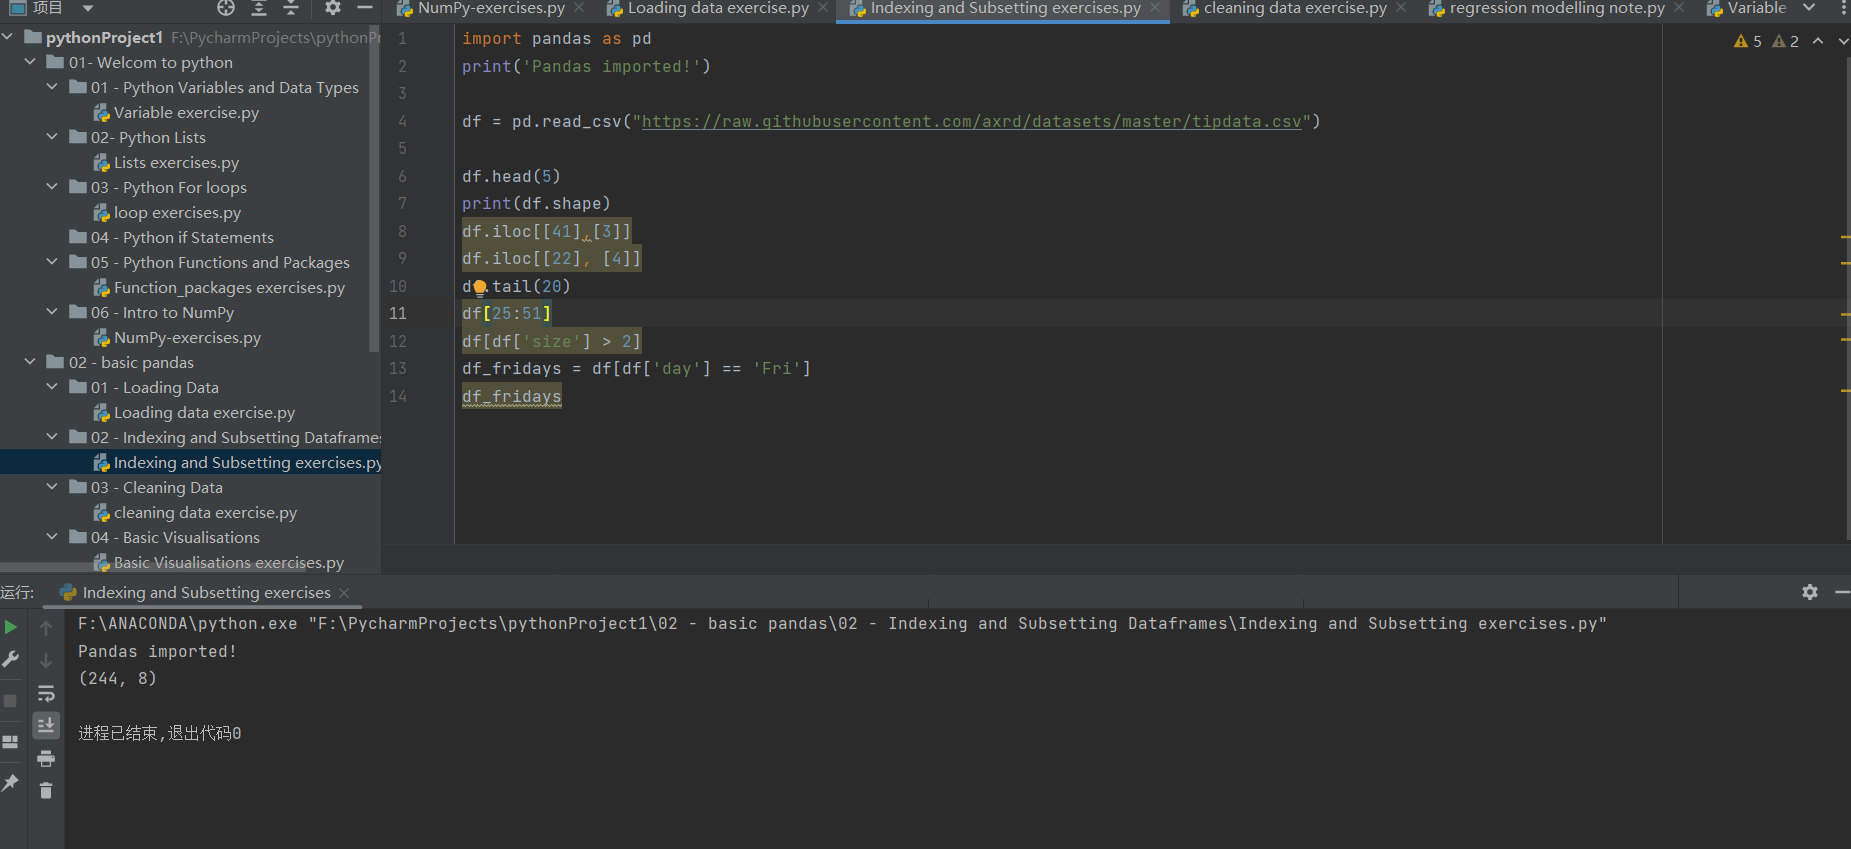 项目
NumPy-exercises.py
Loading data exercise.py
Indexing and Subsetting exercises.py
cleaning data exercise.py
regression modelling note.py
Variable
pythonProject1 F:\PycharmProjects\pythonPr
01- Welcom to python
01 - Python Variables and Data Types
Variable exercise.py
02- Python Lists
Lists exercises.py
03 - Python For loops
loop exercises.py
04 - Python if Statements
05 - Python Functions and Packages
Function_packages exercises.py
06 - Intro to NumPy
NumPy-exercises.py
02 - basic pandas
01 - Loading Data
Loading data exercise.py
02 - Indexing and Subsetting Dataframes
Indexing and Subsetting exercises.py
03 - Cleaning Data
cleaning data exercise.py
04 - Basic Visualisations
Basic Visualisations exercises.py
5 2
1 import pandas as pd
2 print('Pandas imported!')
3
4 df = pd.read_csv("https://raw.githubusercontent.com/axrd/datasets/master/tipdata.csv")
5
6 df.head(5)
7 print(df.shape)
8 df.iloc[[41],[3]]
9 df.iloc[[22], [4]]
10 d .tail(20)
11 df[25:51]
12 df[df['size'] > 2]
13 df_fridays = df[df['day'] == 'Fri']
14 df_fridays
运行: Indexing and Subsetting exercises
F:\ANACONDA\python.exe "F:\PycharmProjects\pythonProject1\02 - basic pandas\02 - Indexing and Subsetting Dataframes\Indexing and Subsetting exercises.py"
Pandas imported!
(244, 8)
进程已结束,退出代码0